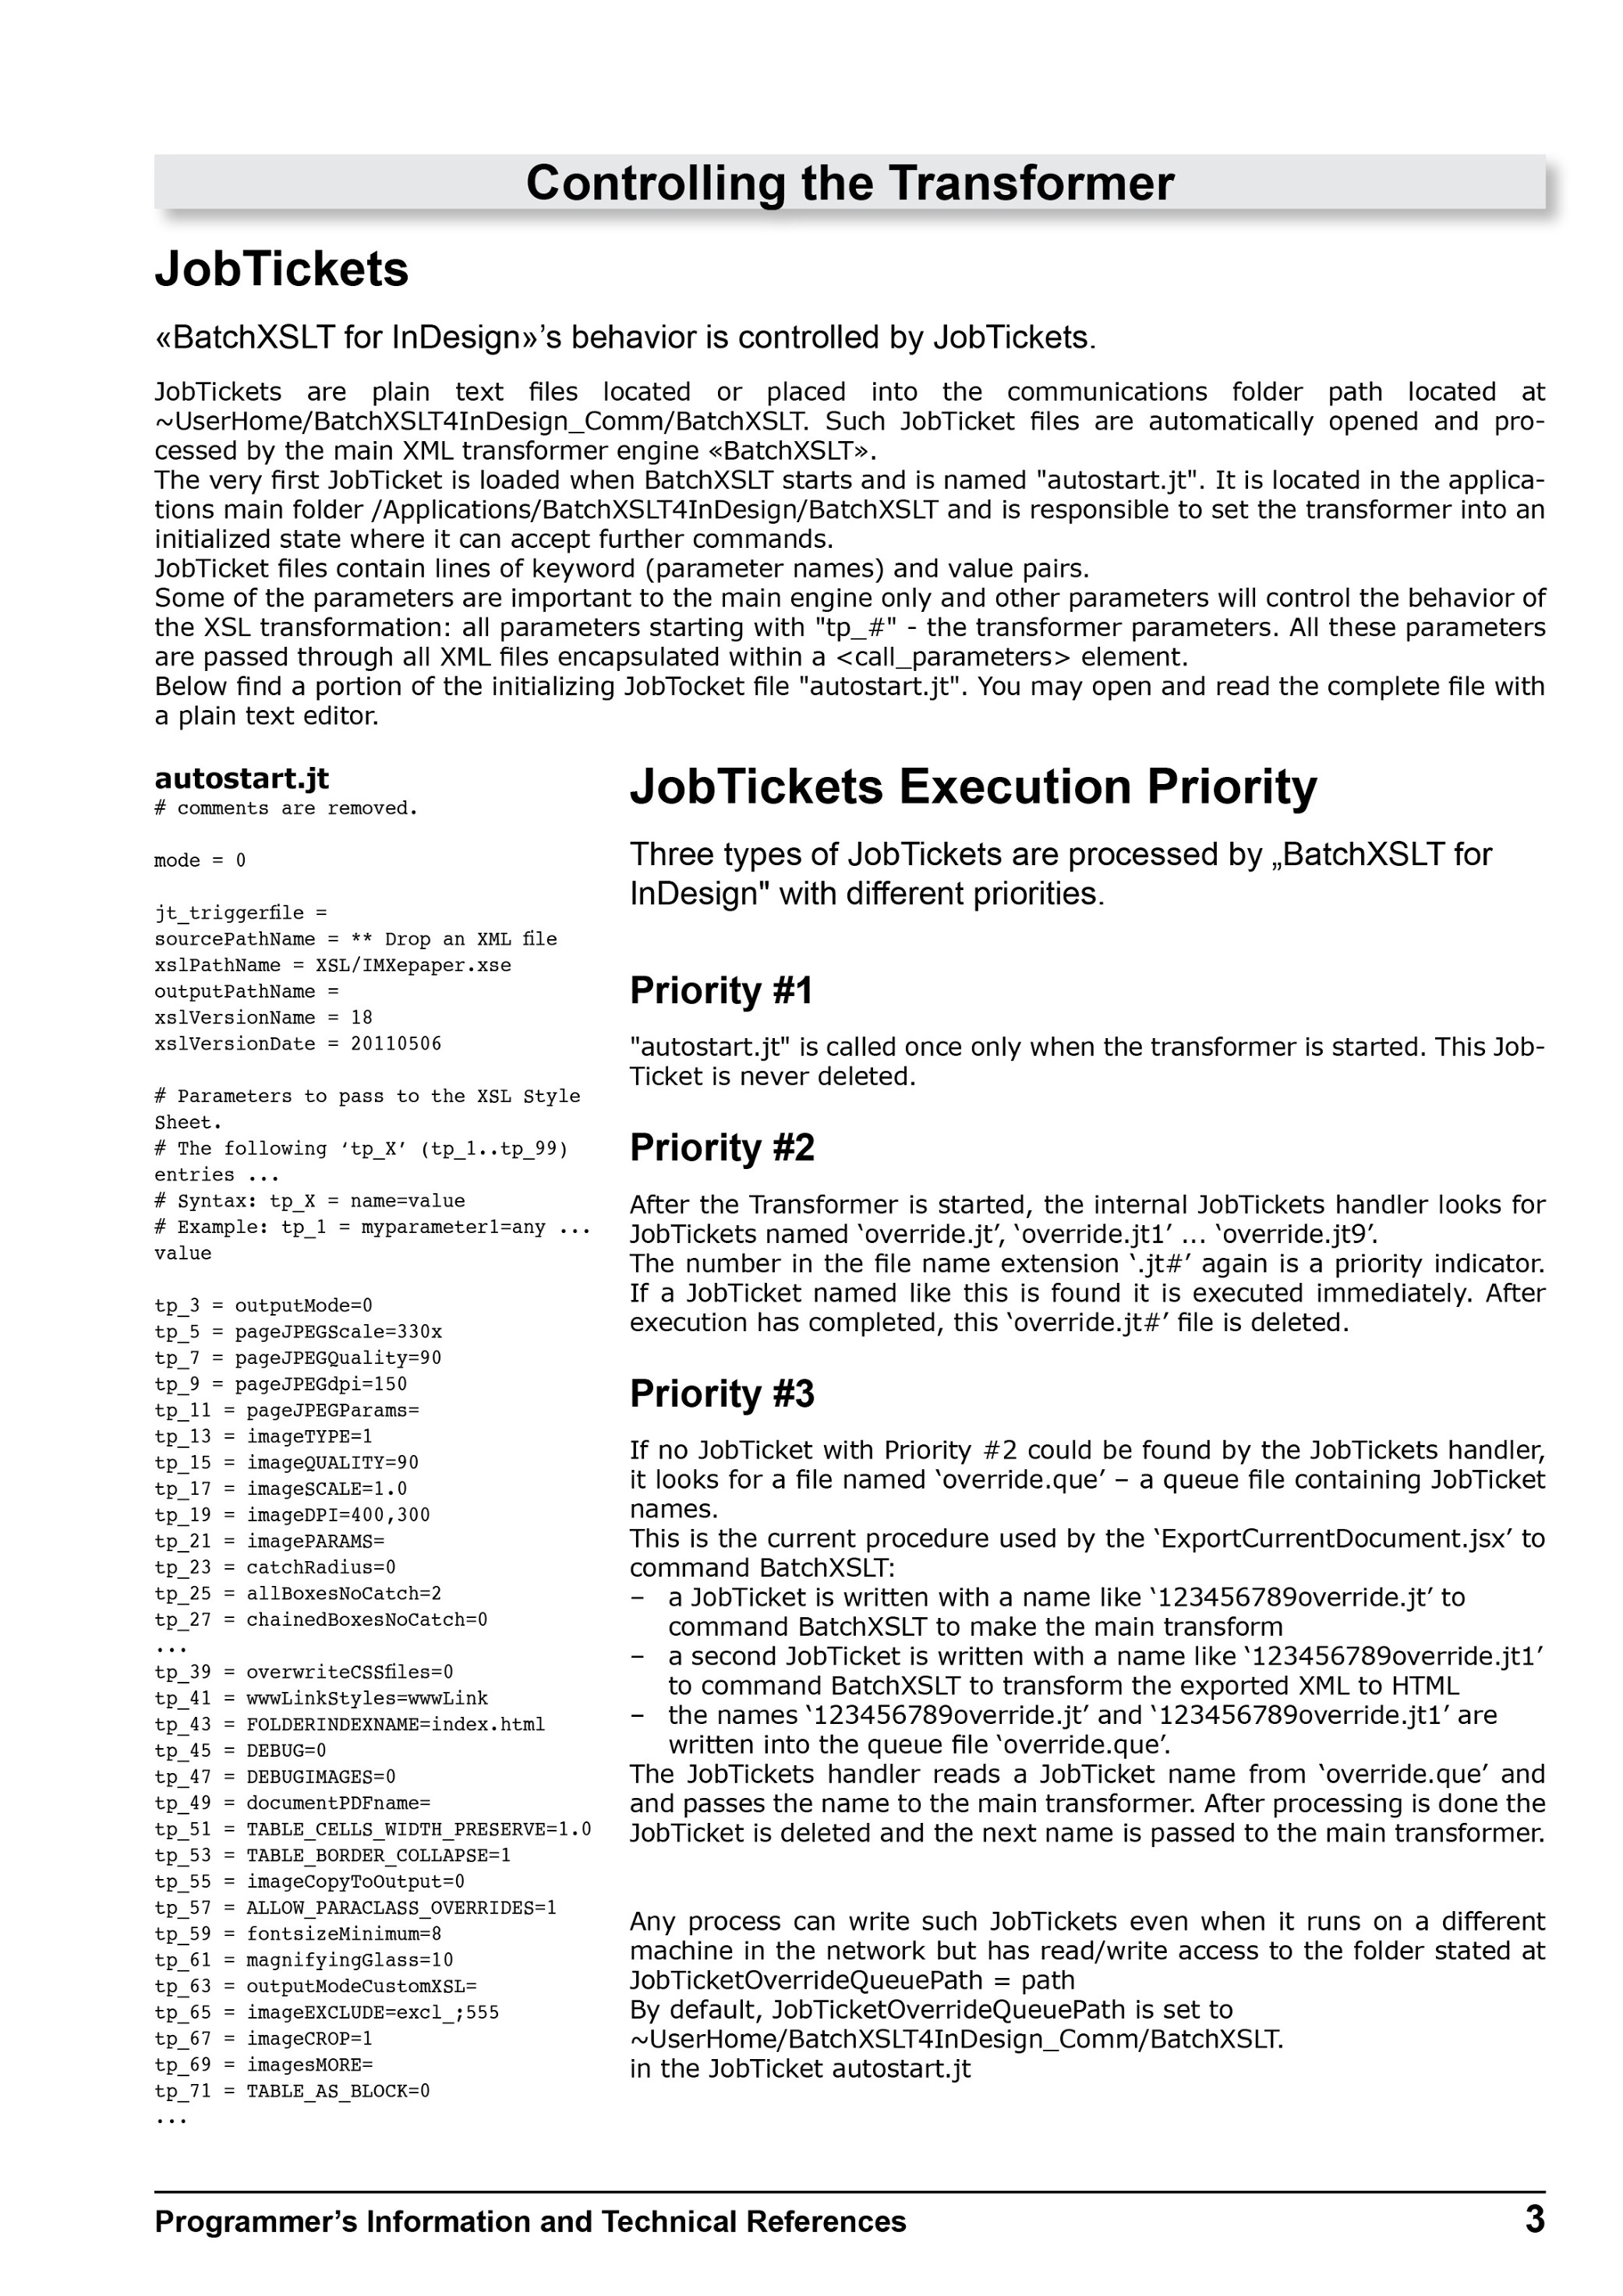 Controlling the Transformer
JobTickets
«BatchXSLT for InDesign»’s behavior is controlled by JobTickets.
JobTickets are plain text files located or placed into the communications folder path located at
~UserHome/BatchXSLT4InDesign_Comm/BatchXSLT. Such JobTicket files are automatically opened and pro-
cessed by the main XML transformer engine «BatchXSLT».
The very first JobTicket is loaded when BatchXSLT starts and is named "autostart.jt". It is located in the applica-
tions main folder /Applications/BatchXSLT4InDesign/BatchXSLT and is responsible to set the transformer into an
initialized state where it can accept further commands.
JobTicket files contain lines of keyword (parameter names) and value pairs.
Some of the parameters are important to the main engine only and other parameters will control the behavior of
the XSL transformation: all parameters starting with "tp_#" - the transformer parameters. All these parameters
are passed through all XML files encapsulated within a <call_parameters> element.
Below find a portion of the initializing JobTocket file "autostart.jt". You may open and read the complete file with
a plain text editor.
autostart.jt
# comments are removed.
mode = 0
jt_triggerfile =
sourcePathName = ** Drop an XML file
xslPathName = XSL/IMXepaper.xse
outputPathName =
xslVersionName = 18
xslVersionDate = 20110506
# Parameters to pass to the XSL Style
Sheet.
# The following ‘tp_X’ (tp_1..tp_99)
entries ...
# Syntax: tp_X = name=value
# Example: tp_1 = myparameter1=any ...
value
tp_3 = outputMode=0
tp_5 = pageJPEGScale=330x
tp_7 = pageJPEGQuality=90
tp_9 = pageJPEGdpi=150
tp_11 = pageJPEGParams=
tp_13 = imageTYPE=1
tp_15 = imageQUALITY=90
tp_17 = imageSCALE=1.0
tp_19 = imageDPI=400,300
tp_21 = imagePARAMS=
tp_23 = catchRadius=0
tp_25 = allBoxesNoCatch=2
tp_27 = chainedBoxesNoCatch=0
...
tp_39 = overwriteCSSfiles=0
tp_41 = wwwLinkStyles=wwwLink
tp_43 = FOLDERINDEXNAME=index.html
tp_45 = DEBUG=0
tp_47 = DEBUGIMAGES=0
tp_49 = documentPDFname=
tp_51 = TABLE_CELLS_WIDTH_PRESERVE=1.0
tp_53 = TABLE_BORDER_COLLAPSE=1
tp_55 = imageCopyToOutput=0
tp_57 = ALLOW_PARACLASS_OVERRIDES=1
tp_59 = fontsizeMinimum=8
tp_61 = magnifyingGlass=10
tp_63 = outputModeCustomXSL=
tp_65 = imageEXCLUDE=excl_;555
tp_67 = imageCROP=1
tp_69 = imagesMORE=
tp_71 = TABLE_AS_BLOCK=0
...
JobTickets Execution Priority
Three types of JobTickets are processed by „BatchXSLT for
InDesign" with different priorities.
Priority #1
"autostart.jt" is called once only when the transformer is started. This Job-
Ticket is never deleted.
Priority #2
After the Transformer is started, the internal JobTickets handler looks for
JobTickets named ‘override.jt’, ‘override.jt1’ ... ‘override.jt9’.
The number in the file name extension ‘.jt#’ again is a priority indicator.
If a JobTicket named like this is found it is executed immediately. After
execution has completed, this ‘override.jt#’ file is deleted.
Priority #3
If no JobTicket with Priority #2 could be found by the JobTickets handler,
it looks for a file named ‘override.que’ – a queue file containing JobTicket
names.
This is the current procedure used by the ‘ExportCurrentDocument.jsx’ to
command BatchXSLT:
– a JobTicket is written with a name like ‘123456789override.jt’ to
command BatchXSLT to make the main transform
– a second JobTicket is written with a name like ‘123456789override.jt1’
to command BatchXSLT to transform the exported XML to HTML
– the names ‘123456789override.jt’ and ‘123456789override.jt1’ are
written into the queue file ‘override.que’.
The JobTickets handler reads a JobTicket name from ‘override.que’ and
and passes the name to the main transformer. After processing is done the
JobTicket is deleted and the next name is passed to the main transformer.
Any process can write such JobTickets even when it runs on a different
machine in the network but has read/write access to the folder stated at
JobTicketOverrideQueuePath = path
By default, JobTicketOverrideQueuePath is set to
~UserHome/BatchXSLT4InDesign_Comm/BatchXSLT.
in the JobTicket autostart.jt
Programmer’s Information and Technical References
3